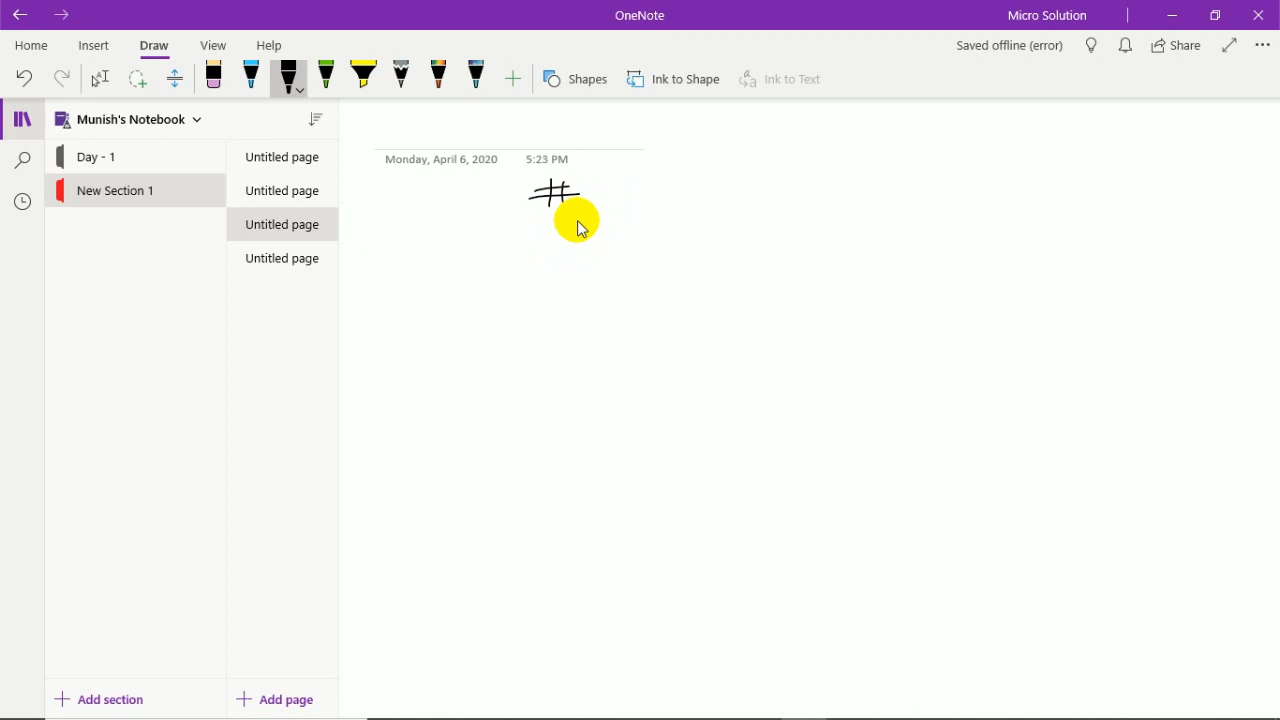 OneNote
Micro Solution
Home Insert Draw View Help
Saved offline (error)
Share
Shapes
Ink to Shape
Ink to Text
Munish's Notebook
Day - 1
New Section 1
Untitled page
Untitled page
Untitled page
Untitled page
Monday, April 6, 2020 5:23 PM
#
Add section
Add page